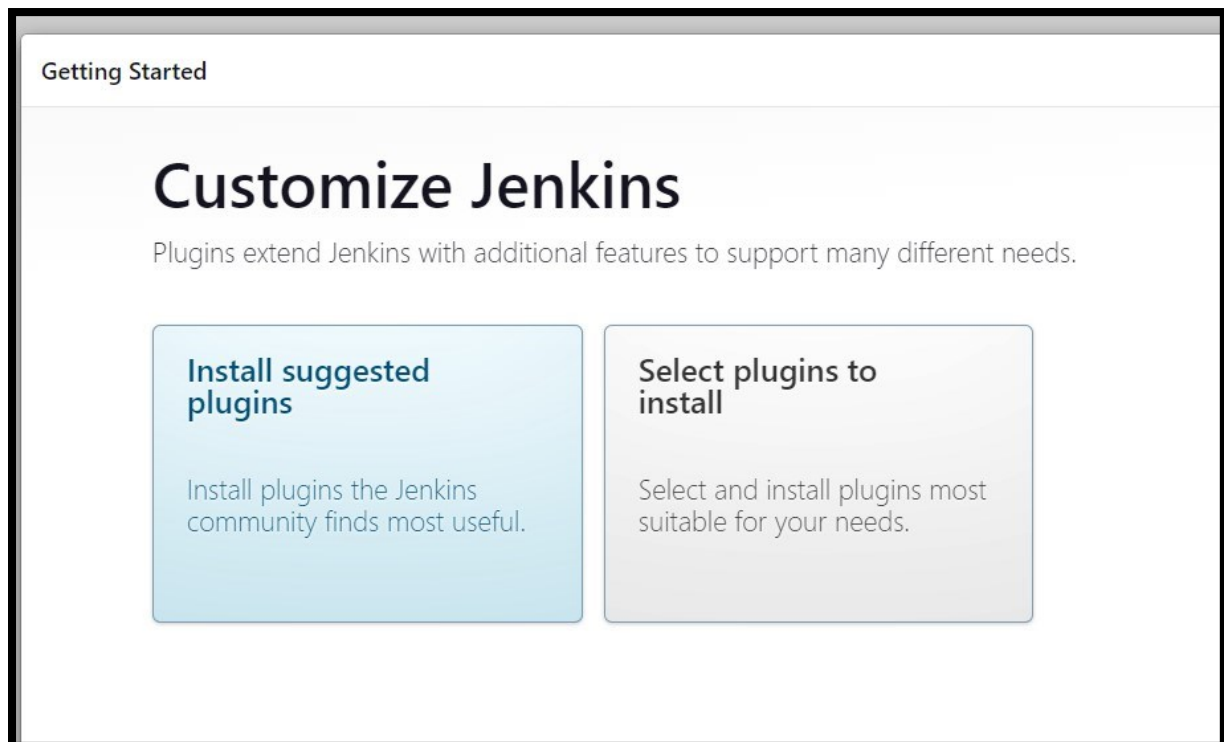 Getting Started
Customize Jenkins
Plugins extend Jenkins with additional features to support many different needs.
Install suggested
plugins
Install plugins the Jenkins
community finds most useful.
Select plugins to
install
Select and install plugins most
suitable for your needs.